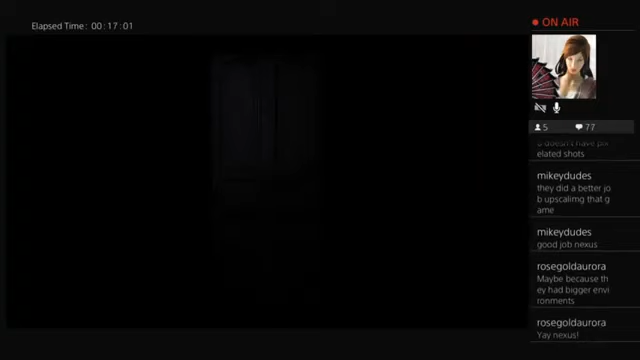 Elapsed Time: 00:17:01
ON AIR
5 77
elated shots
mikeydudes
they did a better jo
b upscalimg that g
ame
mikeydudes
good job nexus
rosegoldaurora
Maybe because th
ey had bigger envi
ronments
rosegoldaurora
Yay nexus!